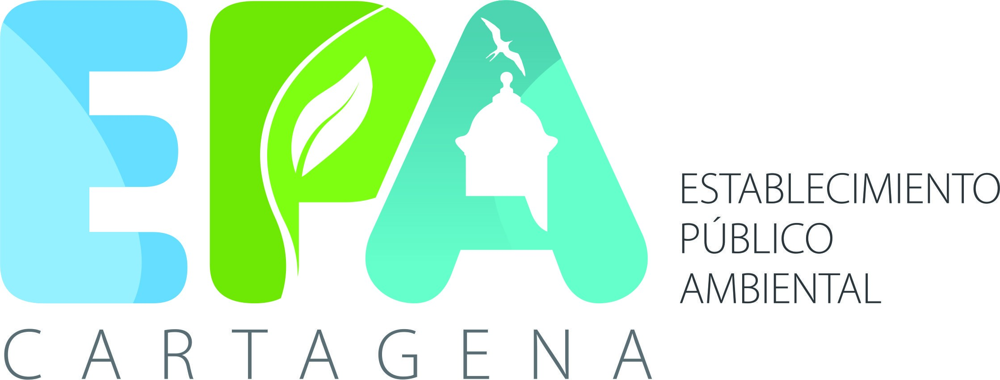 EPA
ESTABLECIMIENTO
PÚBLICO
AMBIENTAL
CARTAGENA